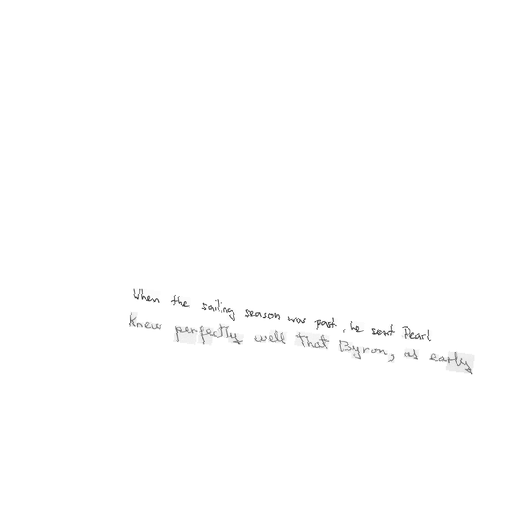 When the sailing season was past, he sent Pearl
Knew perfectly well that Byron, as early